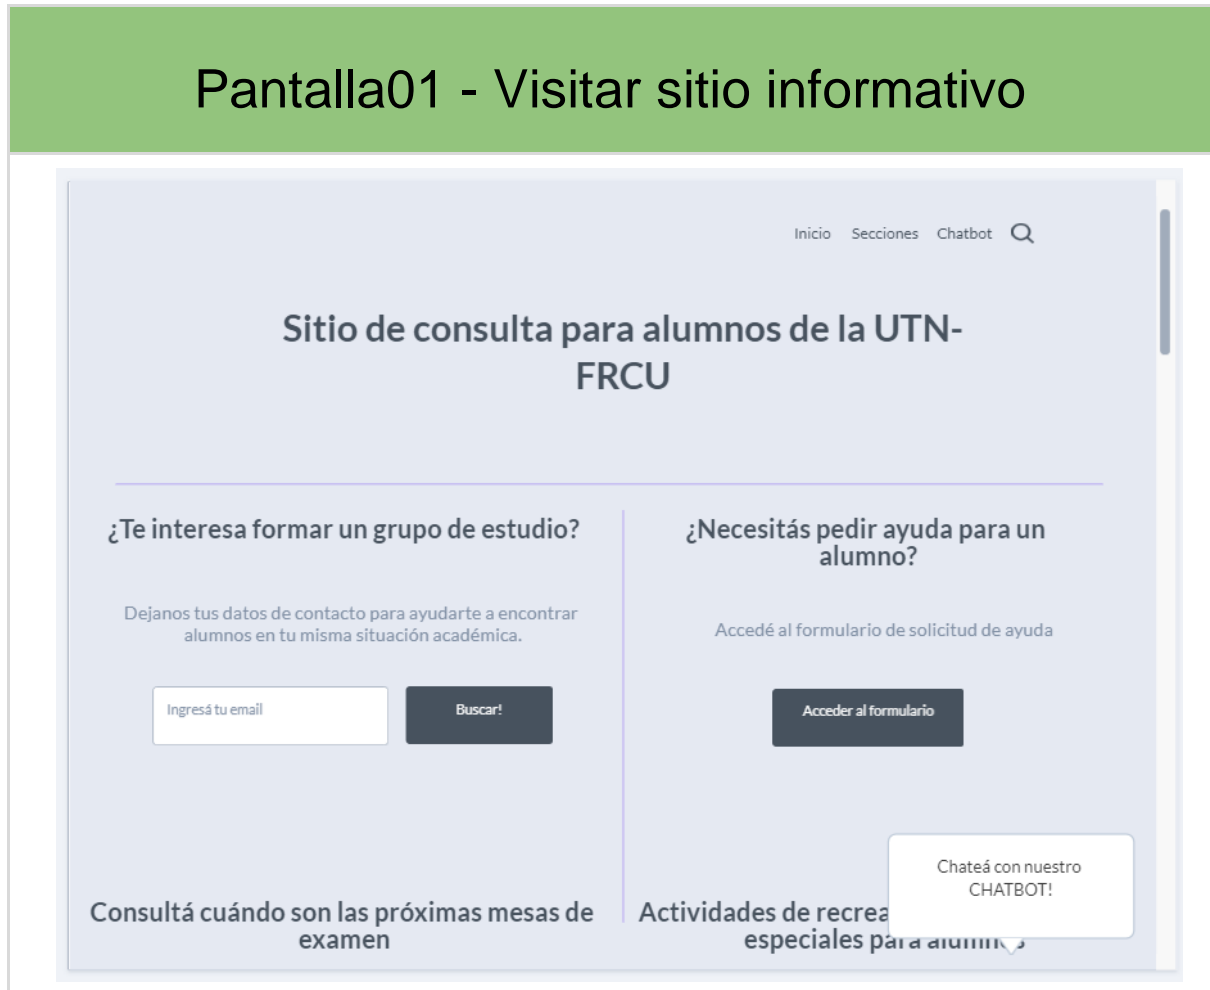 Pantalla01 - Visitar sitio informativo
Inicio Secciones Chatbot
Sitio de consulta para alumnos de la UTN-
FRCU
¿Te interesa formar un grupo de estudio?
Dejanos tus datos de contacto para ayudarte a encontrar
alumnos en tu misma situación académica.
Ingresá tu email
Buscar!
¿Necesitás pedir ayuda para un
alumno?
Accedé al formulario de solicitud de ayuda
Acceder al formulario
Consultá cuándo son las próximas mesas de
examen
Actividades de
especiales para alumnos
Chateá con nuestro
CHATBOT!